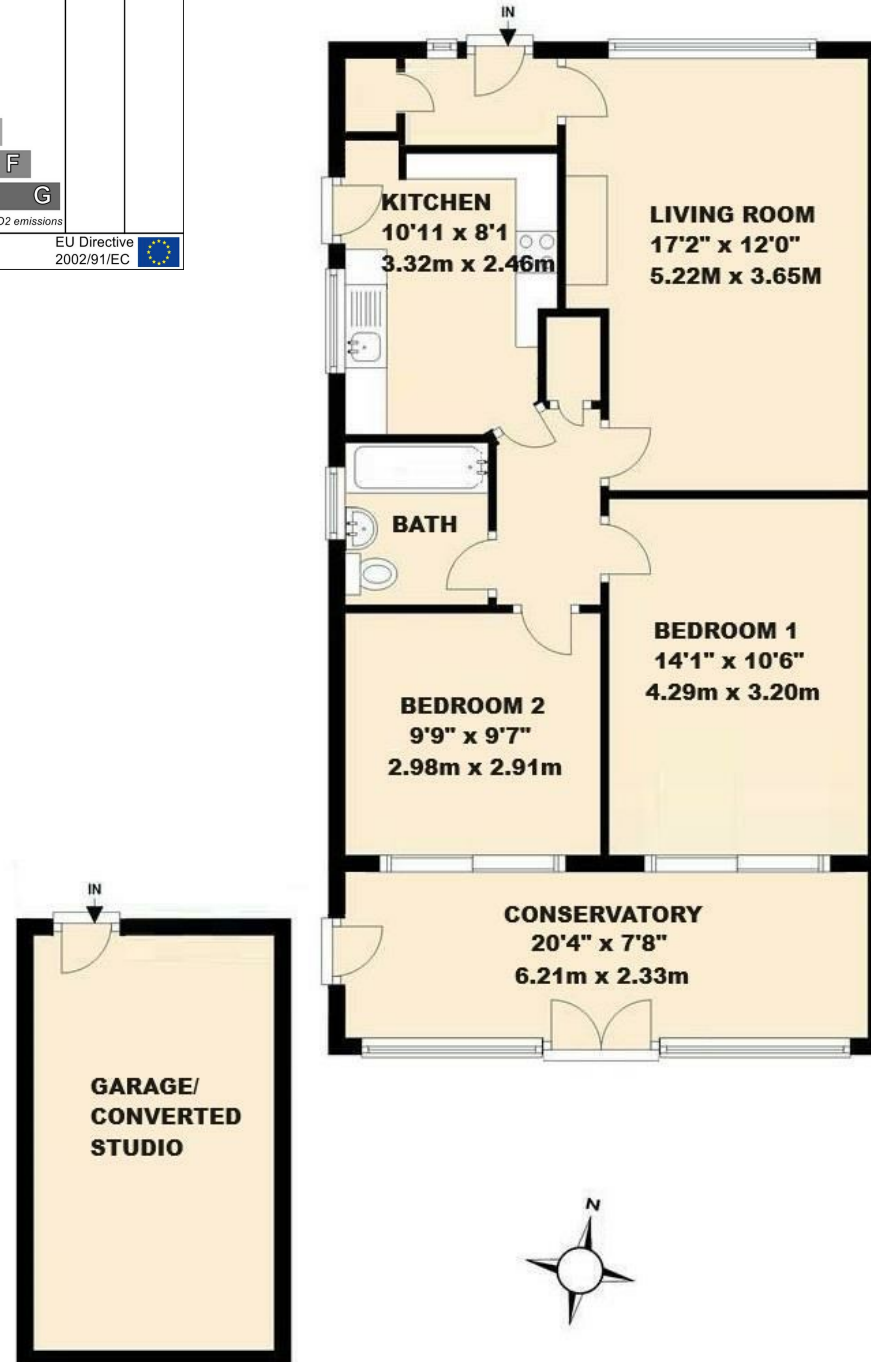 F
G
O2 emissions
EU Directive
2002/91/EC
IN
KITCHEN
10'11 x 8'1
3.32m x 2.46m
LIVING ROOM
17'2" x 12'0"
5.22M x 3.65M
BATH
BEDROOM 1
14'1" x 10'6"
4.29m x 3.20m
BEDROOM 2
9'9" x 9'7"
2.98m x 2.91m
CONSERVATORY
20'4" x 7'8"
6.21m x 2.33m
IN
GARAGE/
CONVERTED
STUDIO
N